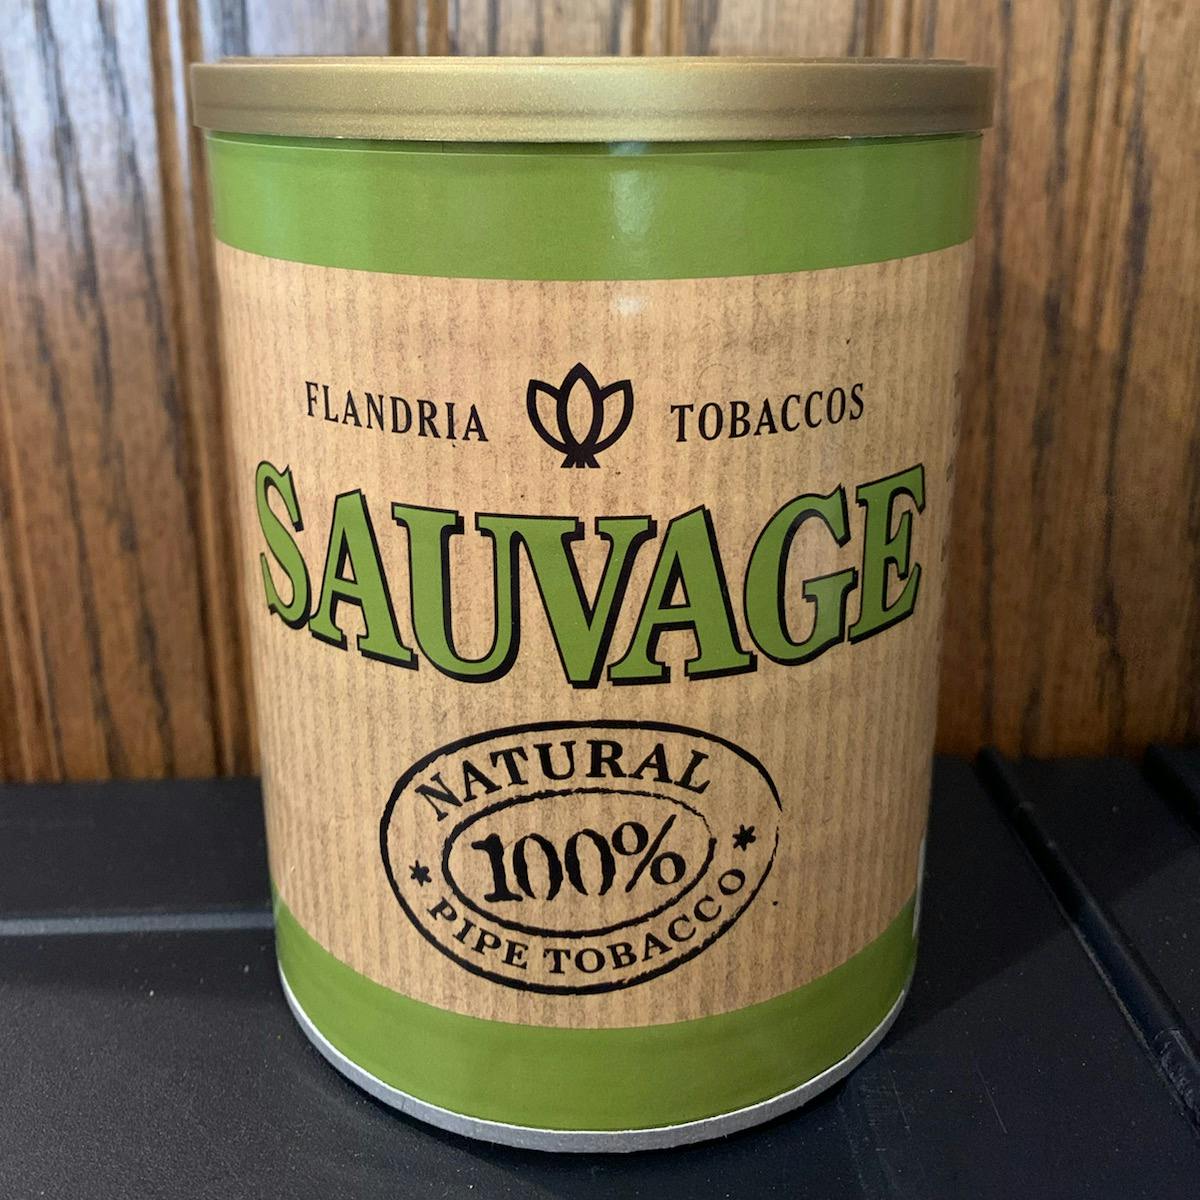 FLANDRIA TOBACCOS
SAUVAGE
NATURAL
100%
* PIPE TOBACCO *